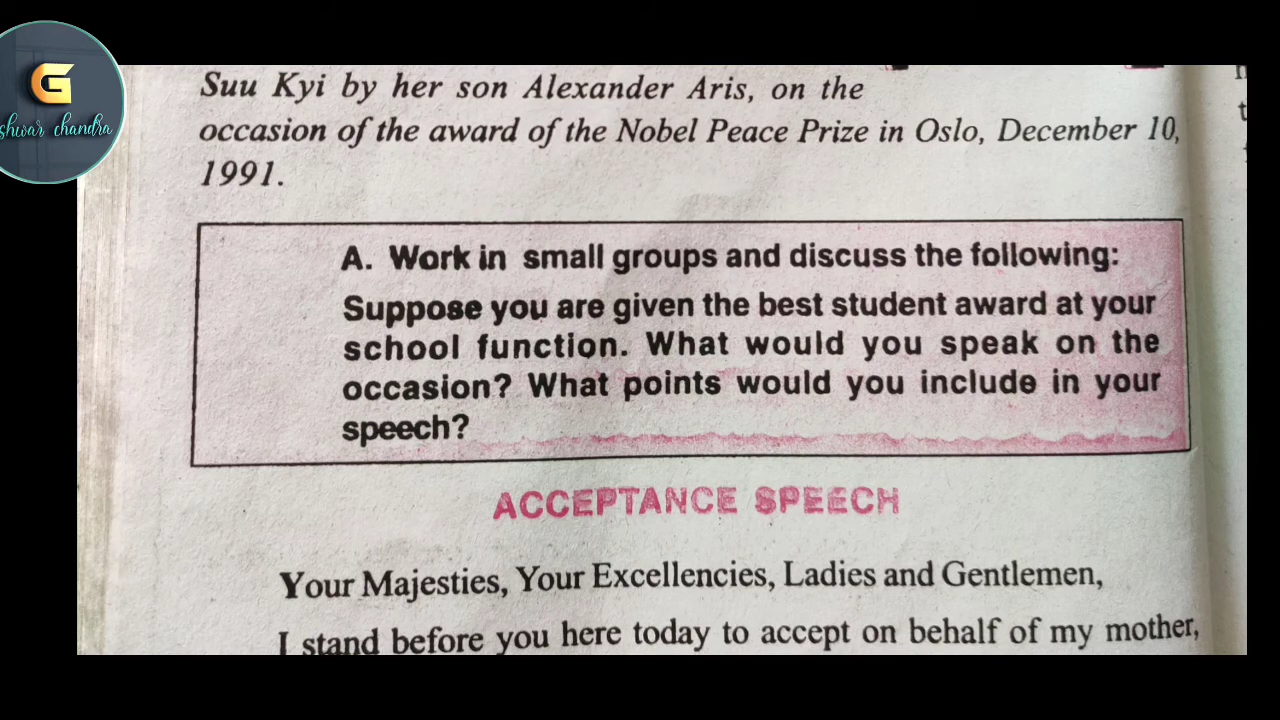 G
shwar chandra
Suu Kyi by her son Alexander Aris, on the
occasion of the award of the Nobel Peace Prize in Oslo, December 10,
1991.
A. Work in small groups and discuss the following:
Suppose you are given the best student award at your
school function. What would you speak on the
occasion? What points would you include in your
speech?
ACCEPTANCE SPEECH
Your Majesties, Your Excellencies, Ladies and Gentlemen,
I stand before you here today to accept on behalf of my mother,